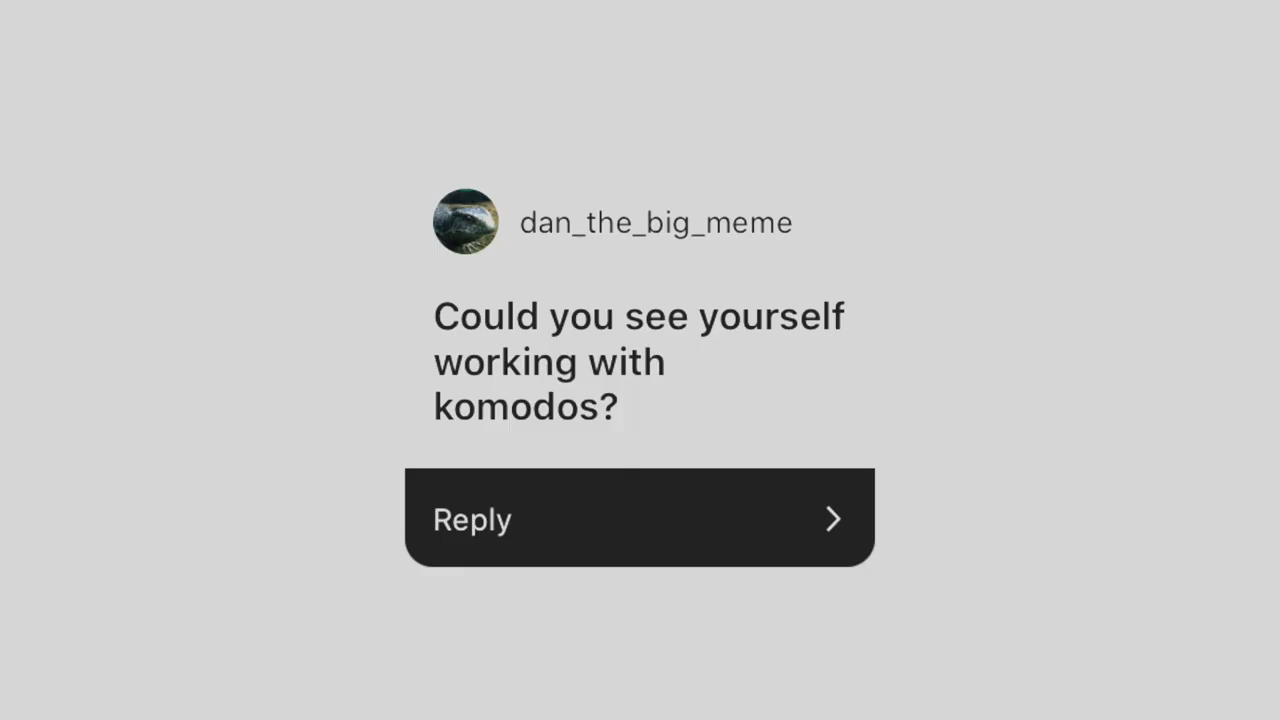 dan_the_big_meme
Could you see yourself
working with
komodos?
Reply